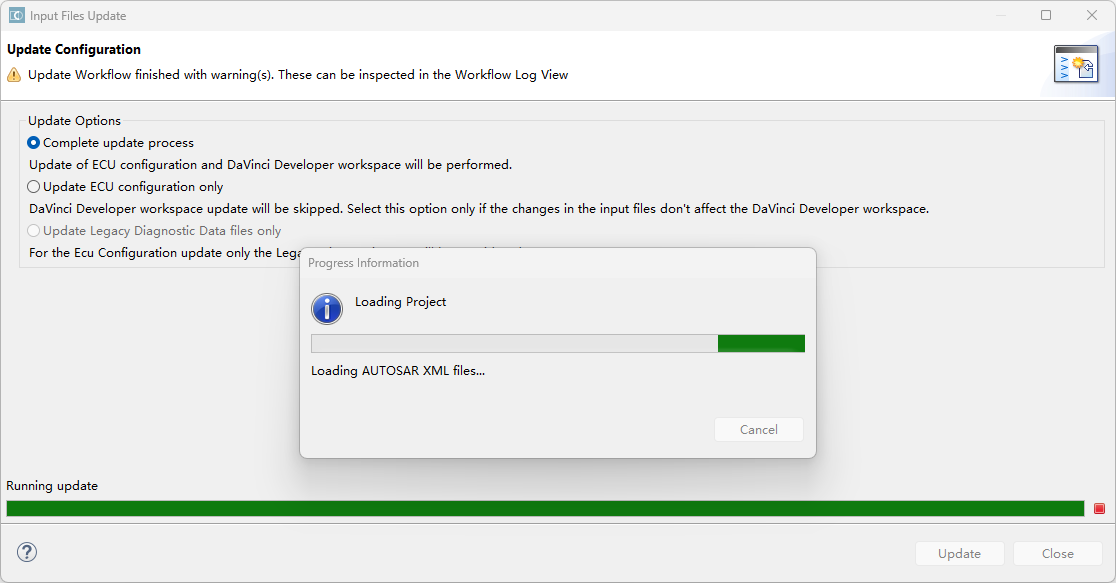 Input Files Update
Update Configuration
Update Workflow finished with warning(s). These can be inspected in the Workflow Log View
Update Options
Complete update process
Update of ECU configuration and DaVinci Developer workspace will be performed.
Update ECU configuration only
DaVinci Developer workspace update will be skipped. Select this option only if the changes in the input files don't affect the DaVinci Developer workspace.
Update Legacy Diagnostic Data files only
For the Ecu Configuration update only the
Progress Information
Loading Project
Loading AUTOSAR XML files...
Cancel
Running update
Update
Close